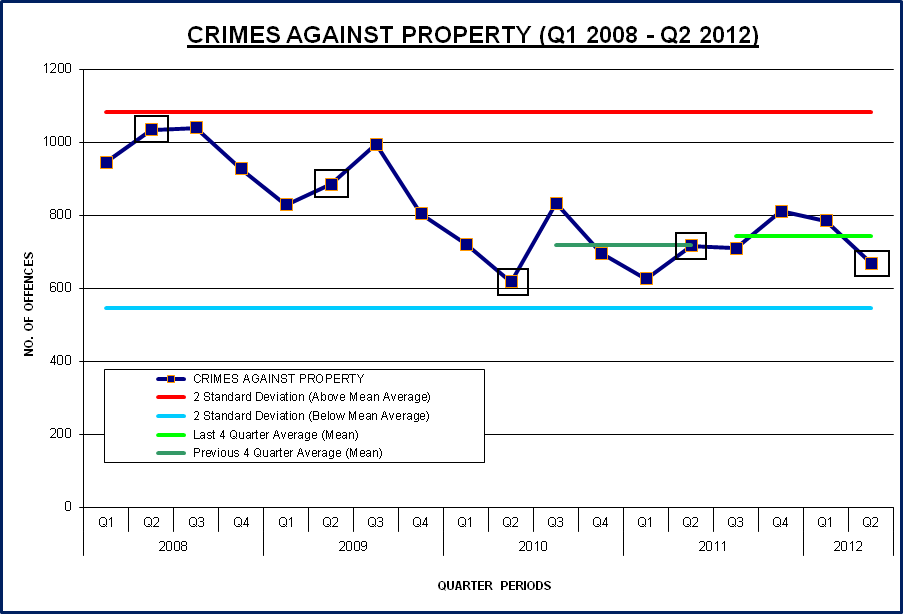 CRIMES AGAINST PROPERTY (Q1 2008 - Q2 2012)
1200
1000
800
600
400
200
0
NO. OF OFFENCES
CRIMES AGAINST PROPERTY
2 Standard Deviation (Above Mean Average)
2 Standard Deviation (Below Mean Average)
Last 4 Quarter Average (Mean)
Previous 4 Quarter Average (Mean)
Q1 Q2 Q3 Q4 Q1 Q2 Q3 Q4 Q1 Q2 Q3 Q4 Q1 Q2 Q3 Q4 Q1 Q2
2008 2009 2010 2011 2012
QUARTER PERIODS